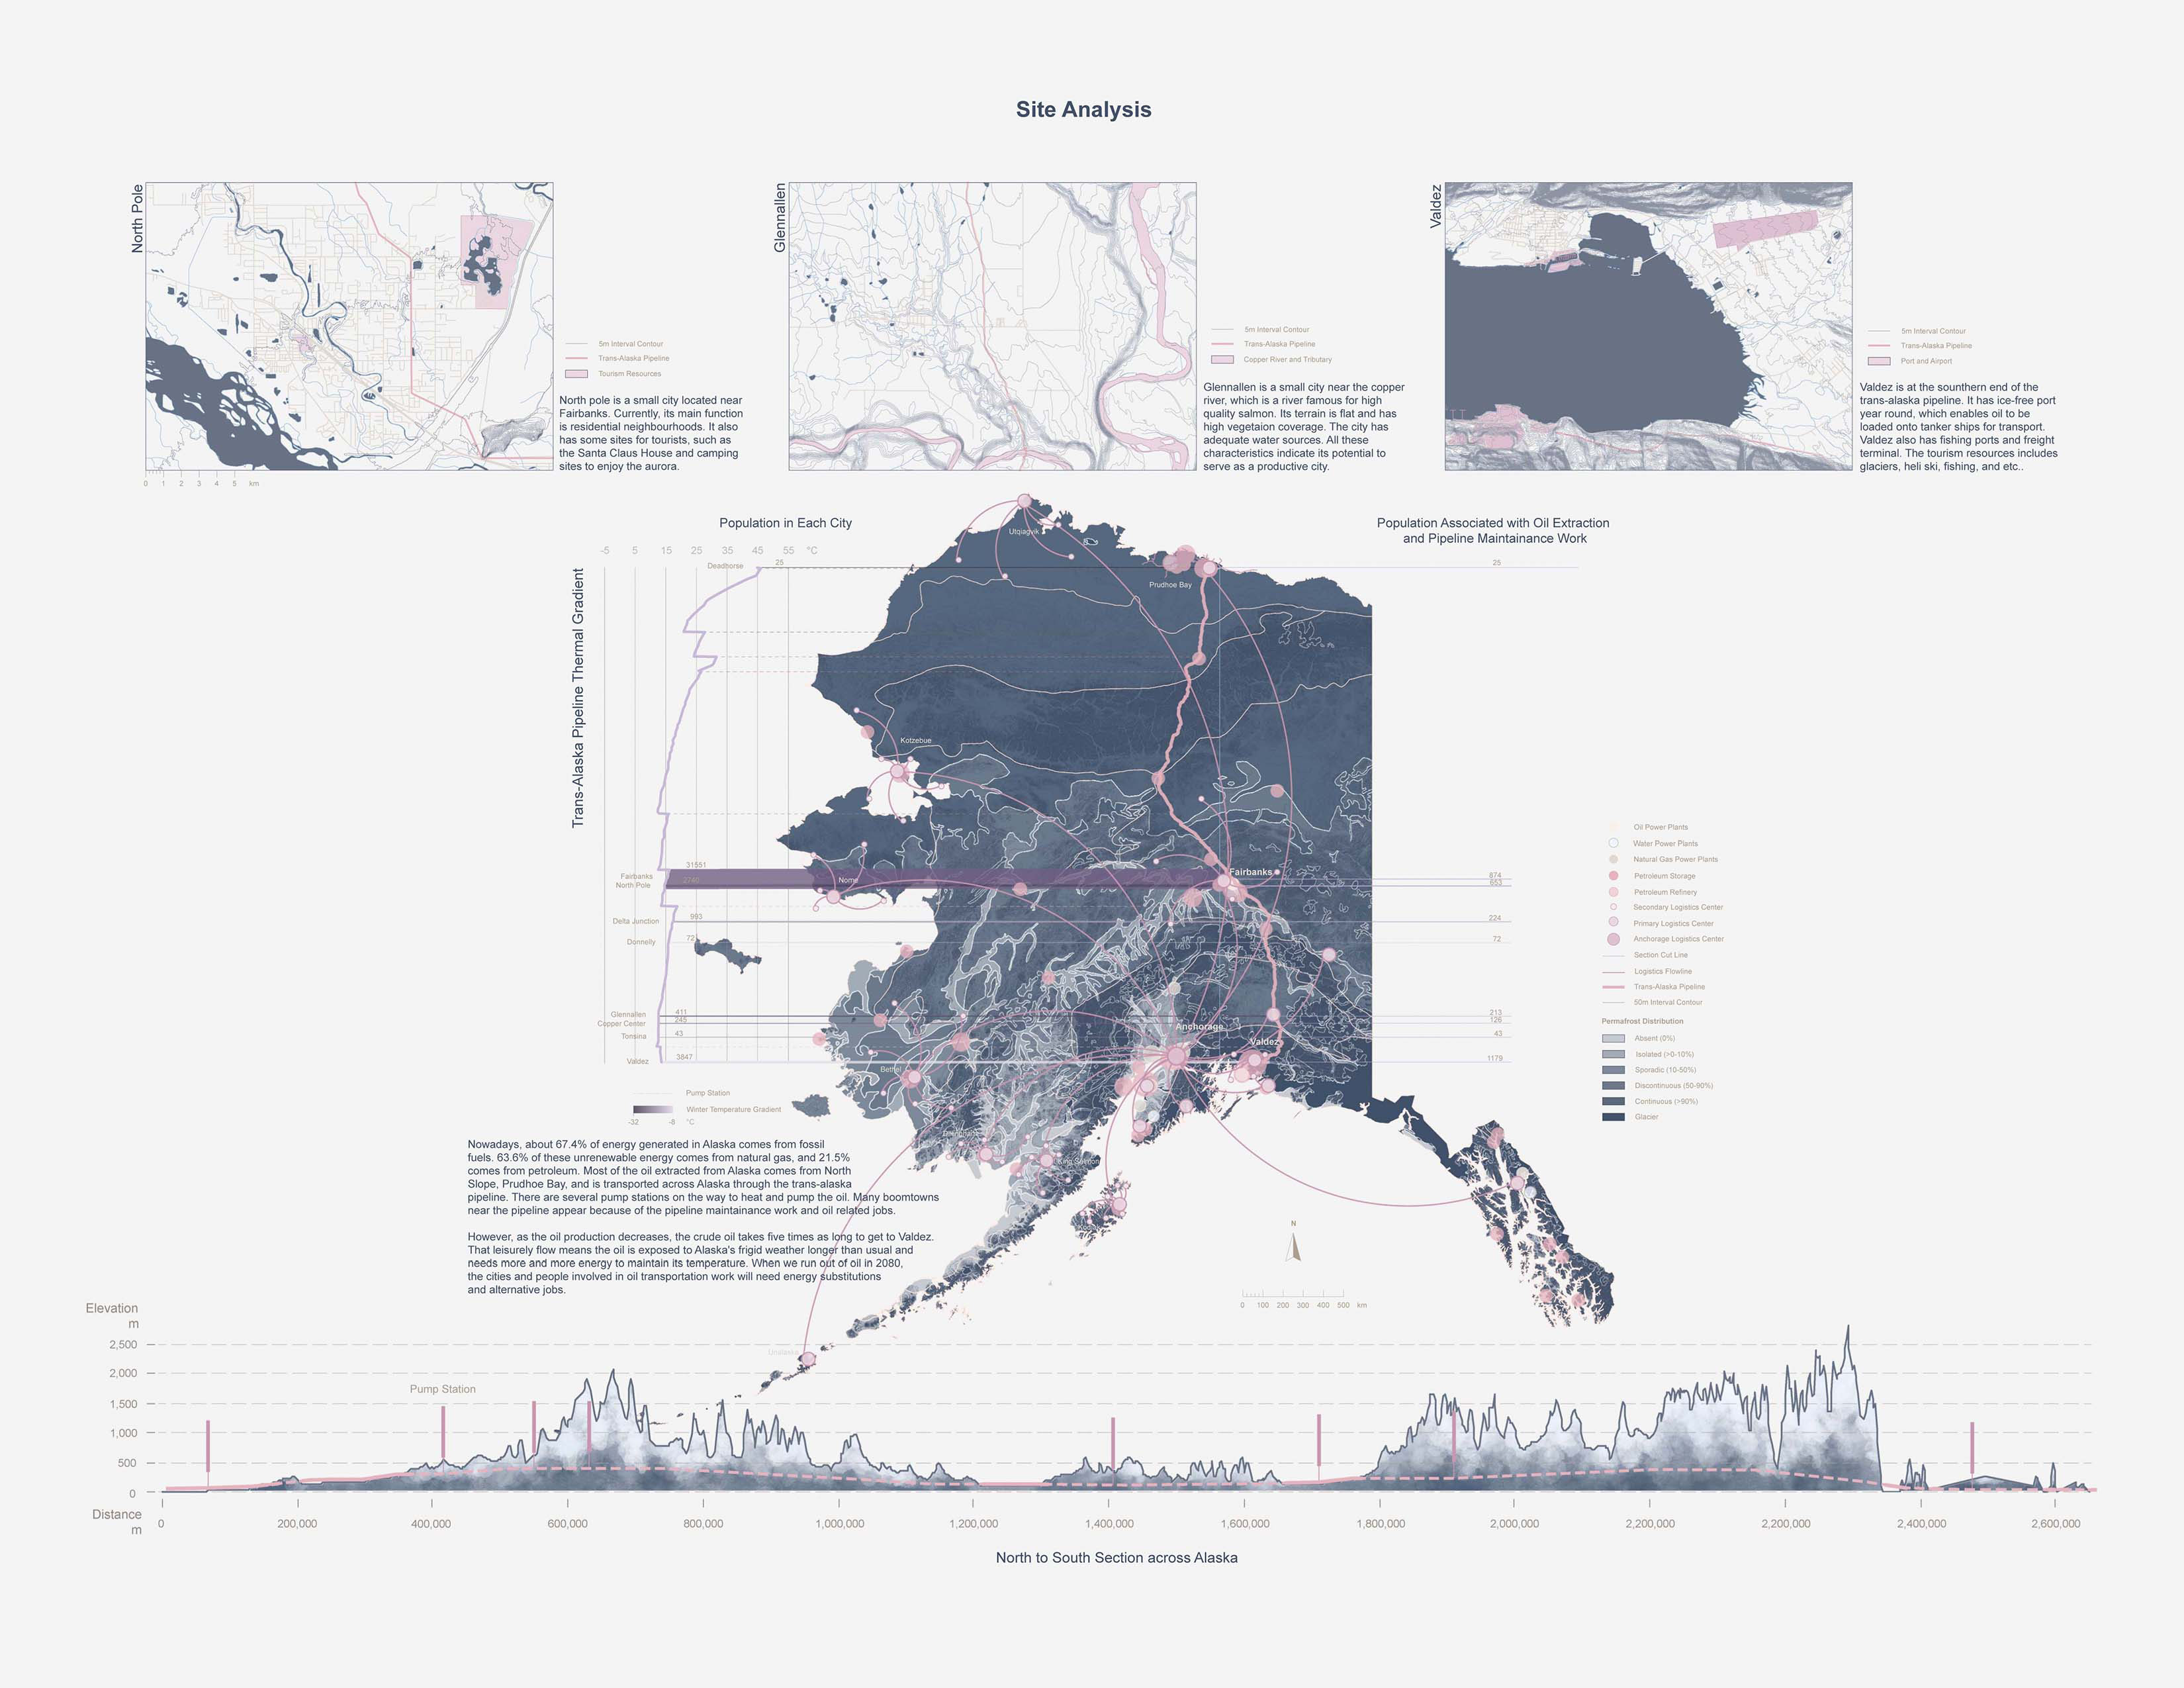 Site Analysis
North Pole
5m Interval Contour
Trans-Alaska Pipeline
Tourism Resources
North pole is a small city located near
Fairbanks. Currently, its main function
is residential neighbourhoods. It also
has some sites for tourists, such as
the Santa Claus House and camping
sites to enjoy the aurora.
0 1 2 3 4 5 km
Glennallen
5m Interval Contour
Trans-Alaska Pipeline
Copper River and Tributary
Glennallen is a small city near the copper
river, which is a river famous for high
quality salmon. Its terrain is flat and has
high vegetaion coverage. The city has
adequate water sources. All these
characteristics indicate its potential to
serve as a productive city.
Valdez
5m Interval Contour
Trans-Alaska Pipeline
Port and Airport
Valdez is at the sounthern end of the
trans-alaska pipeline. It has ice-free port
year round, which enables oil to be
loaded onto tanker ships for transport.
Valdez also has fishing ports and freight
terminal. The tourism resources includes
glaciers, heli ski, fishing, and etc..
Population in Each City
Population Associated with Oil Extraction
and Pipeline Maintainance Work
-5 5 15 25 35 45 55 °C
Trans-Alaska Pipeline Thermal Gradient
Deadhorse 25
25
Fairbanks 31551
874
North Pole 2740
653
Delta Junction 993
224
Donnelly 72
72
Glennallen 411
213
Copper Center 245
126
Tonsina 43
43
Valdez 3847
1179
Utqiagvik
Prudhoe Bay
Kotzebue
Nome
Fairbanks
Anchorage
Valdez
Bethel
King Salmon
Unalaska
Pump Station
Winter Temperature Gradient
-32 -8 °C
Oil Power Plants
Water Power Plants
Natural Gas Power Plants
Petroleum Storage
Petroleum Refinery
Secondary Logistics Center
Primary Logistics Center
Anchorage Logistics Center
Section Cut Line
Logistics Flowline
Trans-Alaska Pipeline
50m Interval Contour
Permafrost Distribution
Absent (0%)
Isolated (>0-10%)
Sporadic (10-50%)
Discontinuous (50-90%)
Continuous (>90%)
Glacier
Nowadays, about 67.4% of energy generated in Alaska comes from fossil
fuels. 63.6% of these unrenewable energy comes from natural gas, and 21.5%
comes from petroleum. Most of the oil extracted from Alaska comes from North
Slope, Prudhoe Bay, and is transported across Alaska through the trans-alaska
pipeline. There are several pump stations on the way to heat and pump the oil. Many boomtowns
near the pipeline appear because of the pipeline maintainance work and oil related jobs.
However, as the oil production decreases, the crude oil takes five times as long to get to Valdez.
That leisurely flow means the oil is exposed to Alaska's frigid weather longer than usual and
needs more and more energy to maintain its temperature. When we run out of oil in 2080,
the cities and people involved in oil transportation work will need energy substitutions
and alternative jobs.
N
0 100 200 300 400 500 km
Elevation
m
2,500
2,000
1,500
1,000
500
0
Pump Station
Distance
m
0 200,000 400,000 600,000 800,000 1,000,000 1,200,000 1,400,000 1,600,000 1,800,000 2,000,000 2,200,000 2,200,000 2,400,000 2,600,000
North to South Section across Alaska